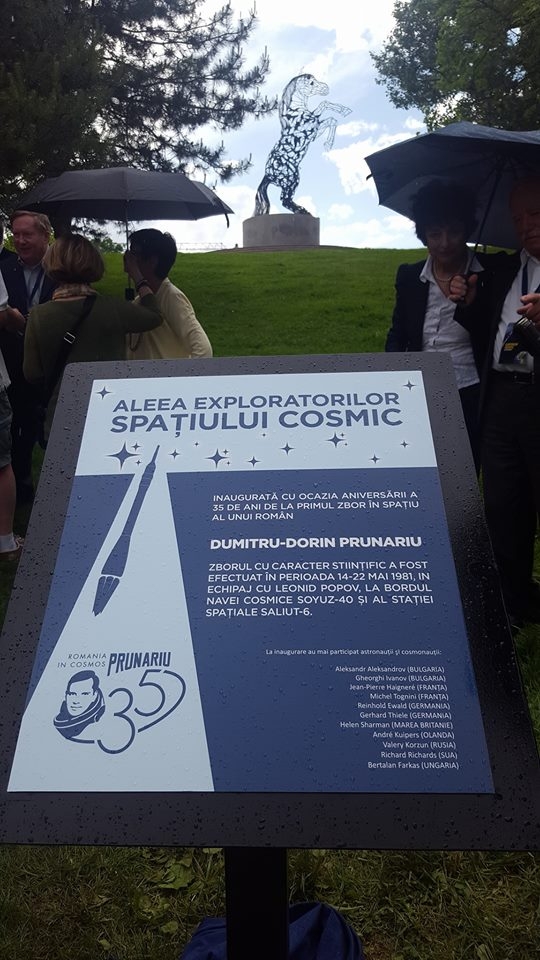 ALEEA EXPLORATORILOR
SPAȚIULUI COSMIC
INAUGURATĂ CU OCAZIA ANIVERSĂRII A
35 DE ANI DE LA PRIMUL ZBOR ÎN SPAȚIU
AL UNUI ROMÂN
DUMITRU-DORIN PRUNARIU
ZBORUL CU CARACTER STIINȚIFIC A FOST
EFECTUAT ÎN PERIOADA 14-22 MAI 1981, IN
ECHIPAJ CU LEONID POPOV, LA BORDUL
NAVEI COSMICE SOYUZ-40 ȘI AL STAȚIEI
SPAȚIALE SALIUT-6.
ROMANIA
IN COSMOS
PRUNARIU
35
La inaugurare au mai participat astronauții și cosmonauții:
Aleksandr Aleksandrov (BULGARIA)
Gheorghi Ivanov (BULGARIA)
Jean-Pierre Haigneré (FRANȚA)
Michel Tognini (FRANȚA)
Reinhold Ewald (GERMANIA)
Gerhard Thiele (GERMANIA)
Helen Sharman (MAREA BRITANIE)
André Kuipers (OLANDA)
Valery Korzun (RUSIA)
Richard Richards (SUA)
Bertalan Farkas (UNGARIA)